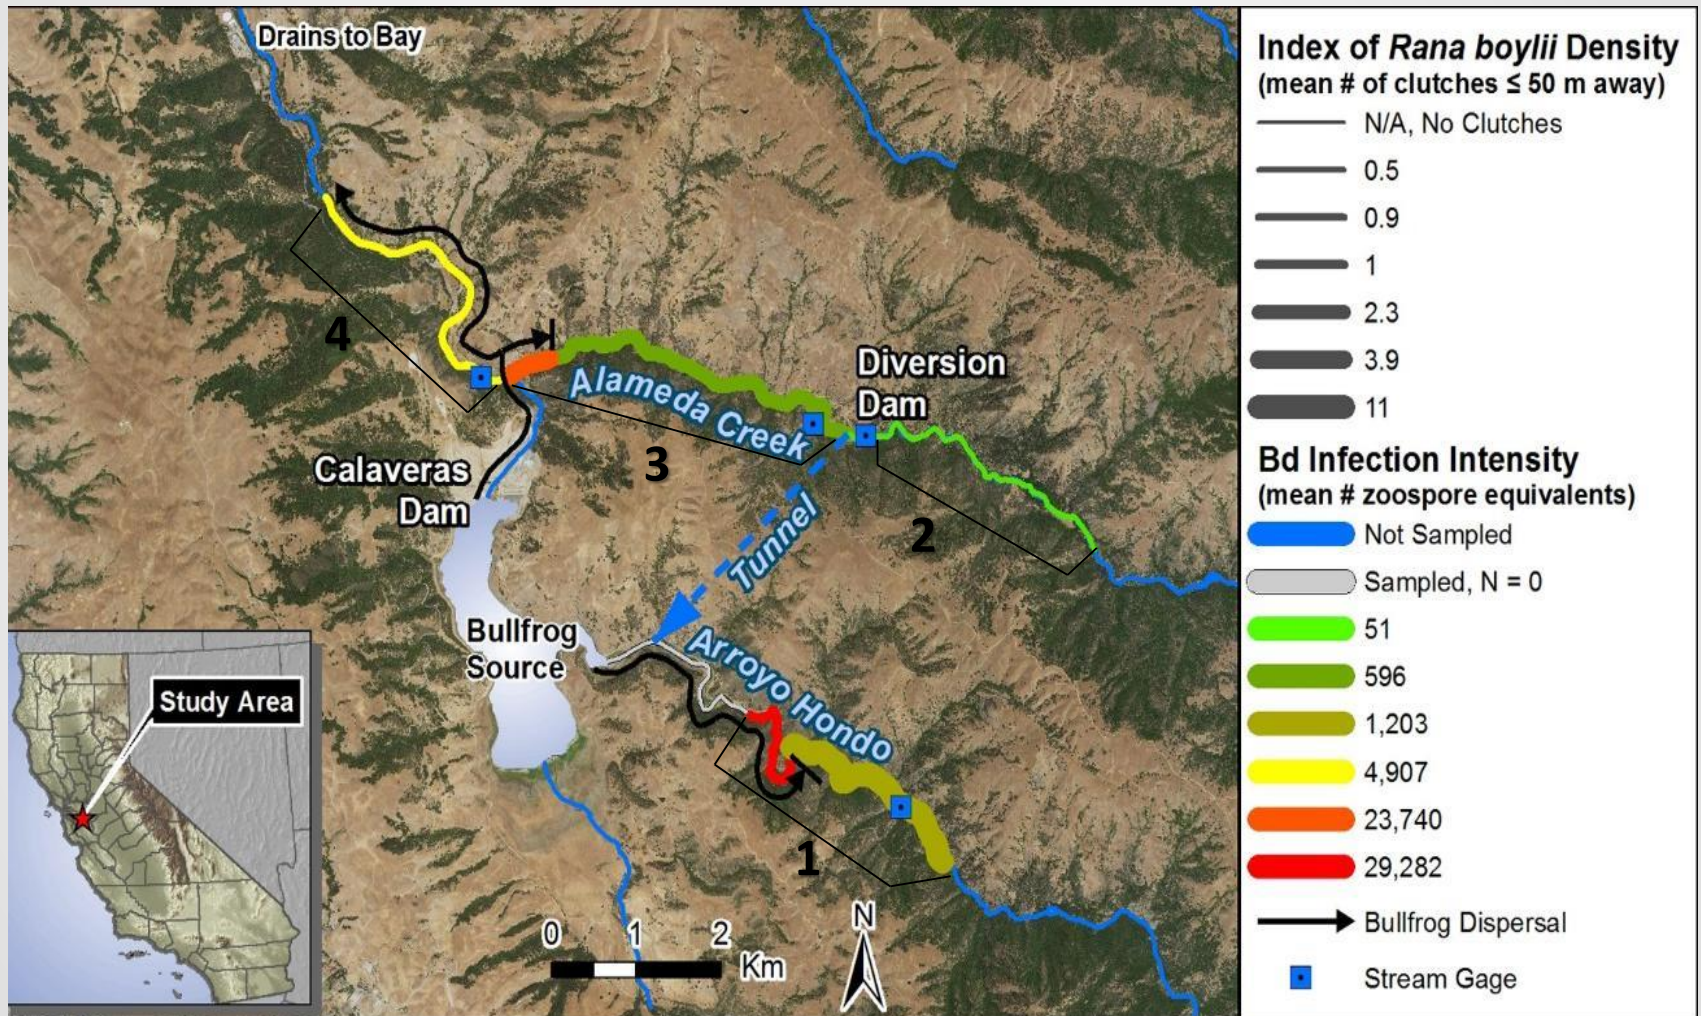 Drains to Bay
4
Alameda Creek
3
Diversion
Dam
2
Calaveras
Dam
Tunnel
Bullfrog
Source
Arroyo Hondo
1
Study Area
0 1 2
Km
N
Index of Rana boylii Density
(mean # of clutches ≤ 50 m away)
N/A, No Clutches
0.5
0.9
1
2.3
3.9
11
Bd Infection Intensity
(mean # zoospore equivalents)
Not Sampled
Sampled, N = 0
51
596
1,203
4,907
23,740
29,282
Bullfrog Dispersal
Stream Gage